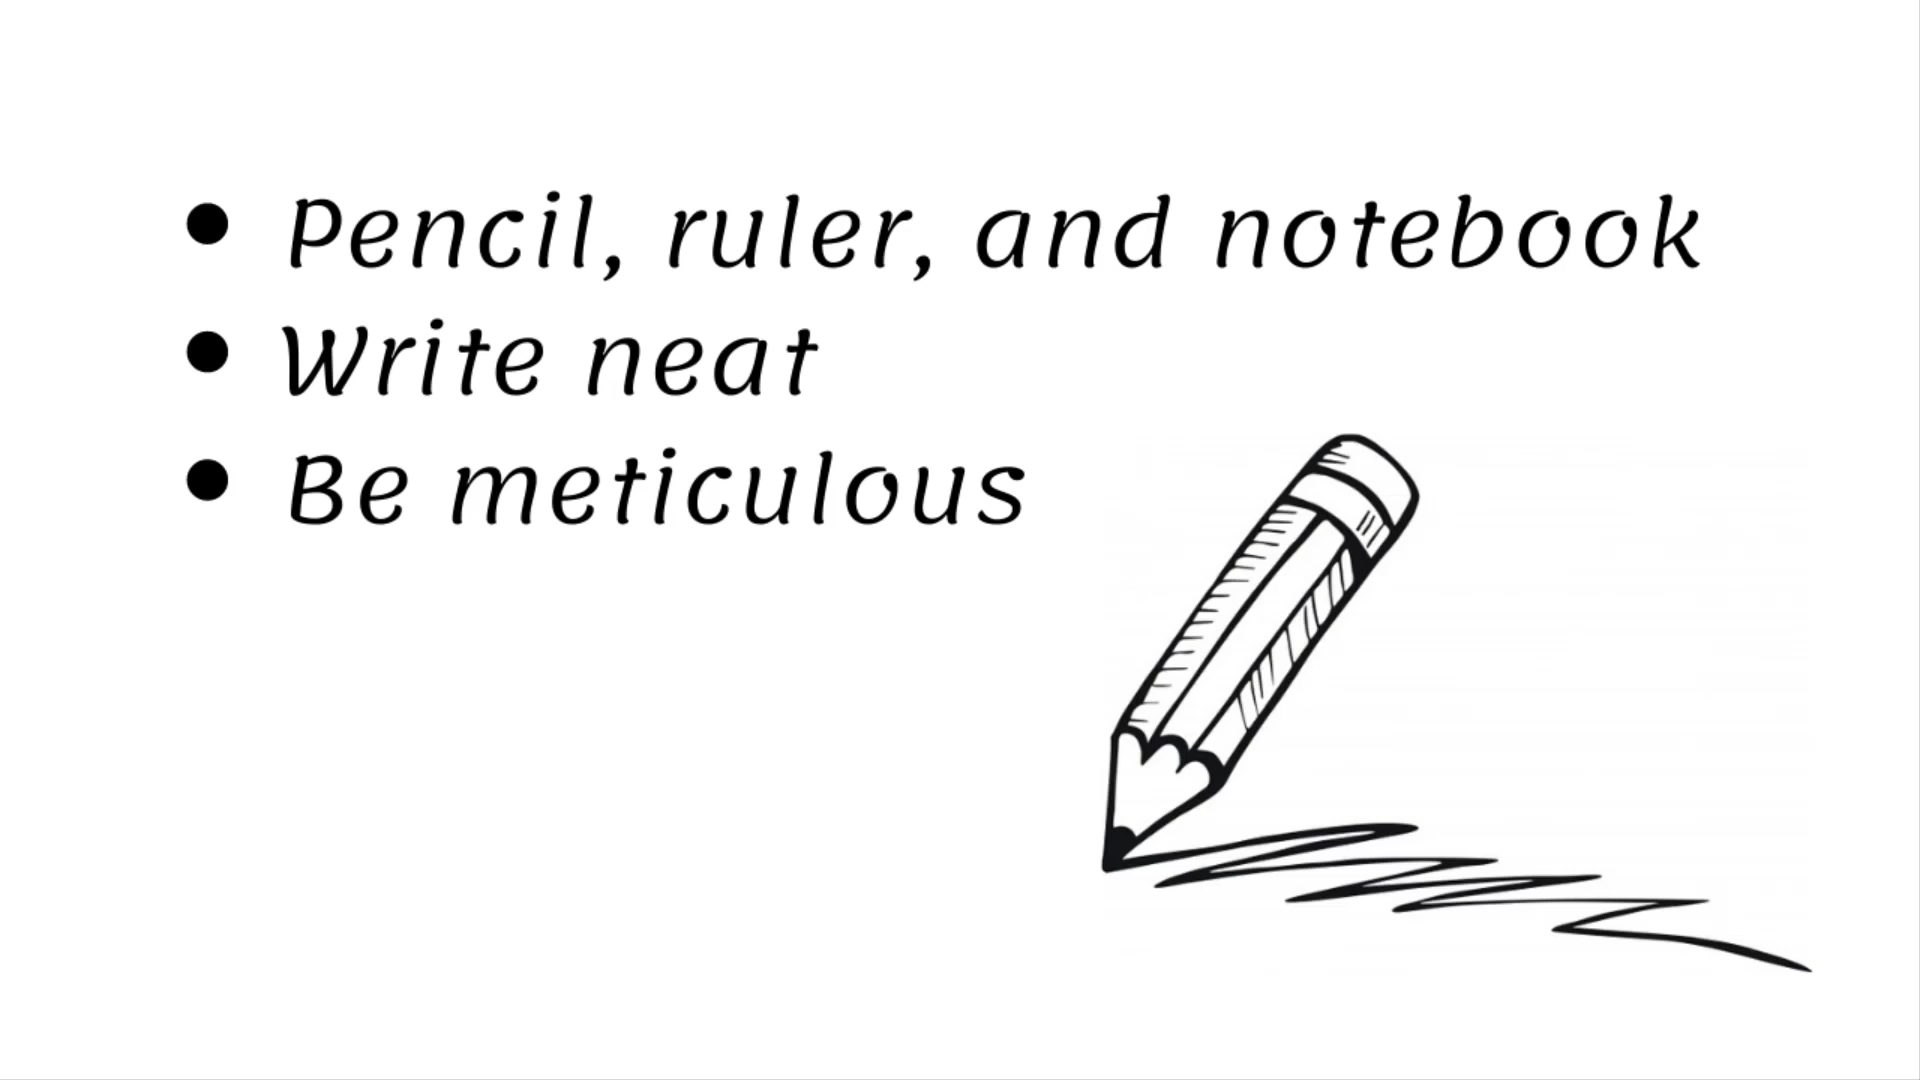 • Pencil, ruler, and notebook
• Write neat
• Be meticulous